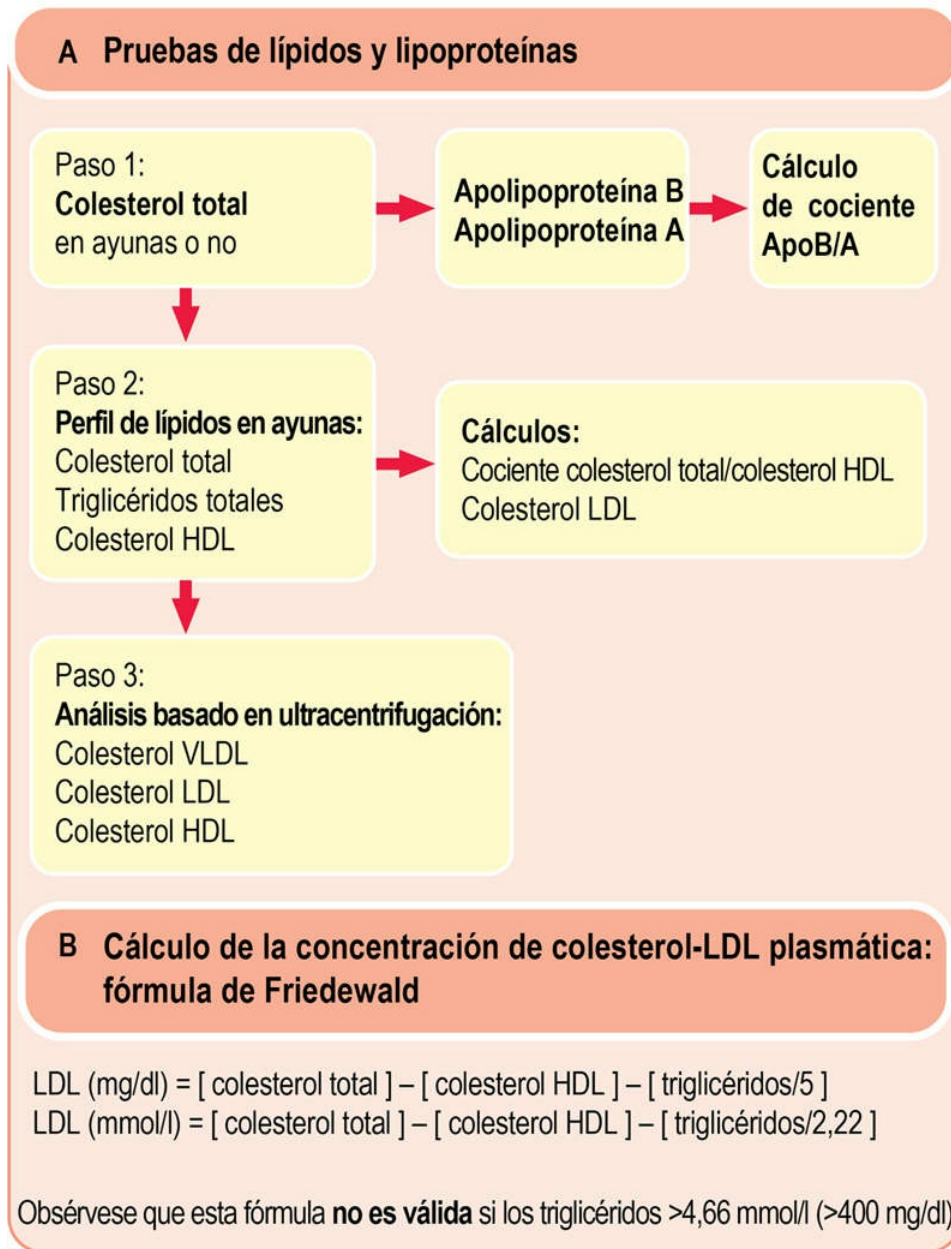 A Pruebas de lípidos y lipoproteínas
Paso 1:
Colesterol total
en ayunas o no
Apolipoproteína B
Apolipoproteína A
Cálculo
de cociente
ApoB/A
Paso 2:
Perfil de lípidos en ayunas:
Colesterol total
Triglicéridos totales
Colesterol HDL
Cálculos:
Cociente colesterol total/colesterol HDL
Colesterol LDL
Paso 3:
Análisis basado en ultracentrifugación:
Colesterol VLDL
Colesterol LDL
Colesterol HDL
B Cálculo de la concentración de colesterol-LDL plasmática:
fórmula de Friedewald
LDL (mg/dl) = [ colesterol total ] – [ colesterol HDL ] – [ triglicéridos/5 ]
LDL (mmol/l) = [ colesterol total ] – [ colesterol HDL ] – [ triglicéridos/2,22 ]
Obsérvese que esta fórmula no es válida si los triglicéridos >4,66 mmol/l (>400 mg/dl)